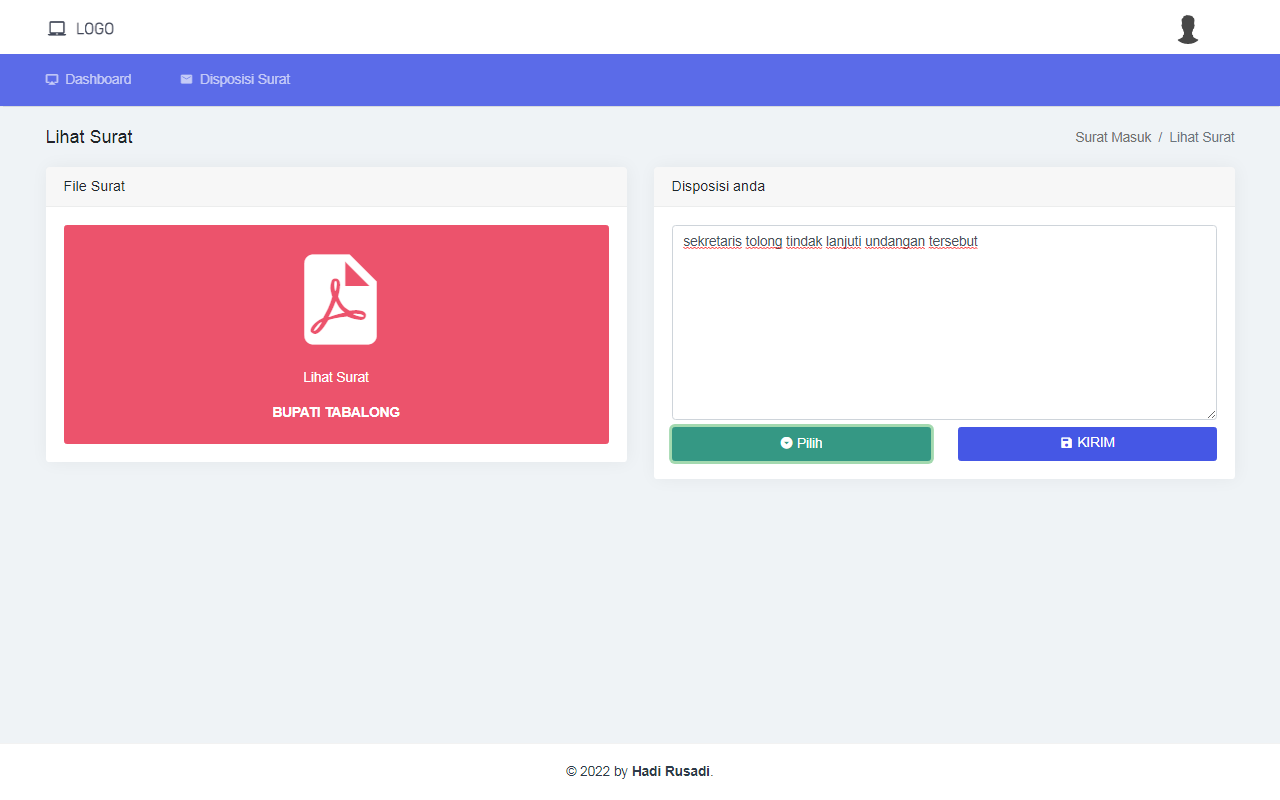 LOGO
Dashboard
Disposisi Surat
Lihat Surat
Surat Masuk / Lihat Surat
File Surat
Lihat Surat
BUPATI TABALONG
Disposisi anda
sekretaris tolong tindak lanjuti undangan tersebut
Pilih
KIRIM
© 2022 by Hadi Rusadi.